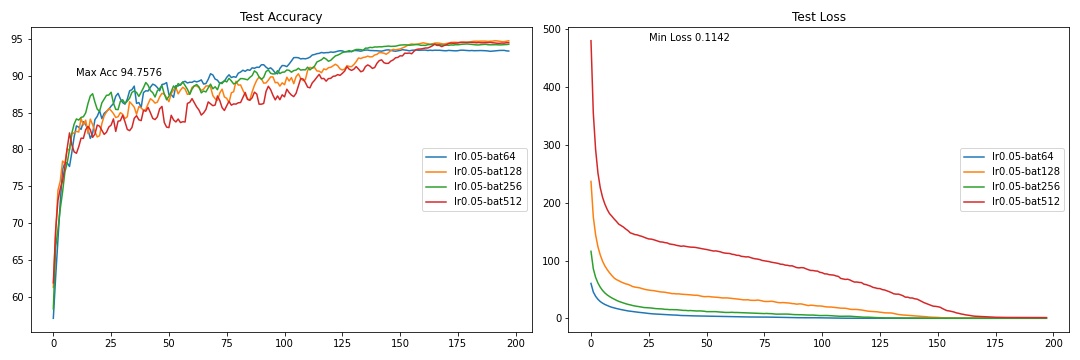 Test Accuracy
95
90
85
80
75
70
65
60
Max Acc 94.7576
lr0.05-bat64
lr0.05-bat128
lr0.05-bat256
lr0.05-bat512
0 25 50 75 100 125 150 175 200
Test Loss
500
400
300
200
100
0
Min Loss 0.1142
lr0.05-bat64
lr0.05-bat128
lr0.05-bat256
lr0.05-bat512
0 25 50 75 100 125 150 175 200